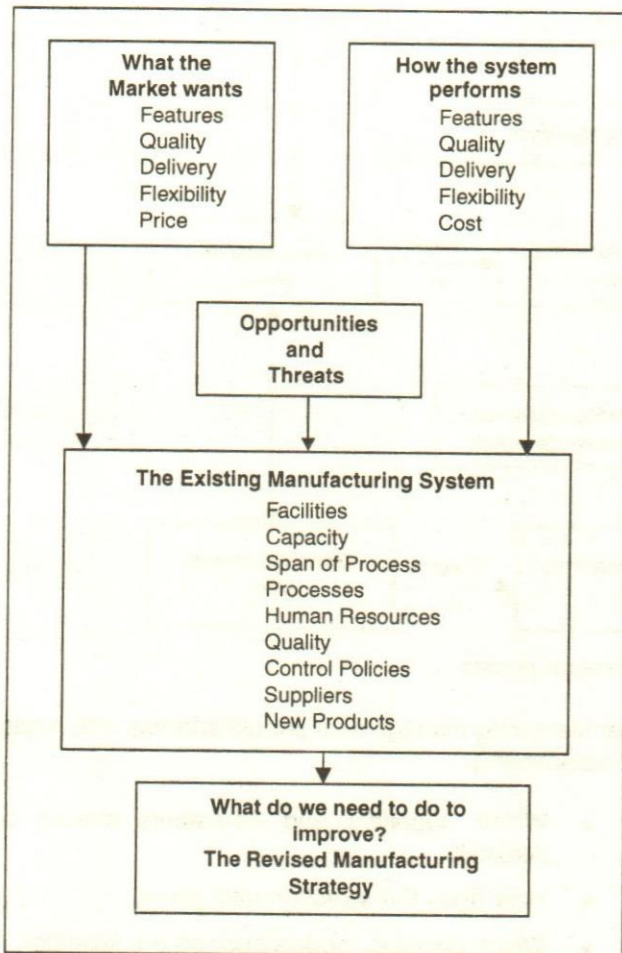 What the
Market wants
Features
Quality
Delivery
Flexibility
Price
How the system
performs
Features
Quality
Delivery
Flexibility
Cost
Opportunities
and
Threats
The Existing Manufacturing System
Facilities
Capacity
Span of Process
Processes
Human Resources
Quality
Control Policies
Suppliers
New Products
What do we need to do to
improve?
The Revised Manufacturing
Strategy